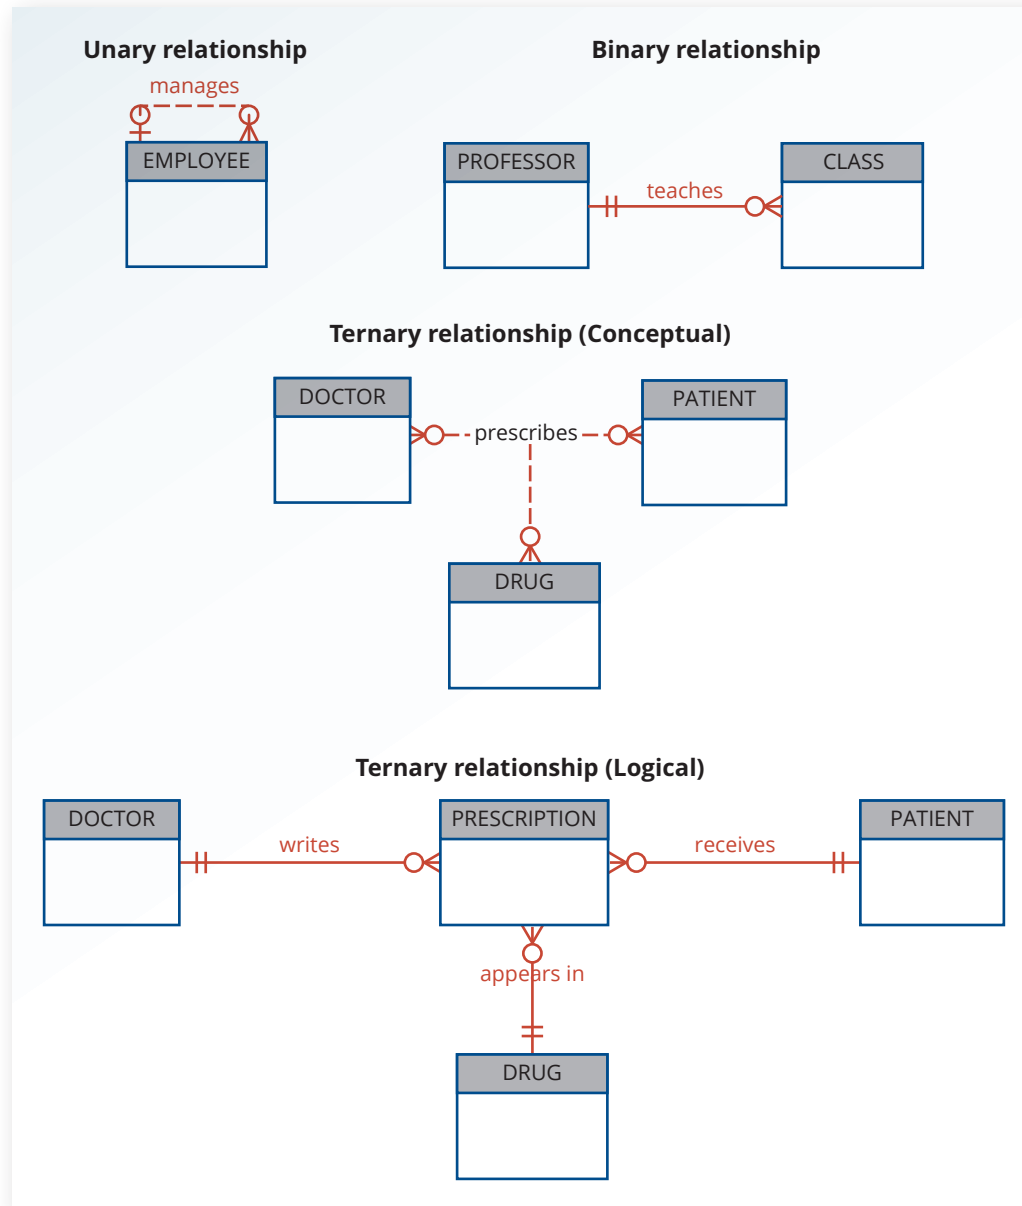 Unary relationship
Binary relationship
manages
EMPLOYEE
PROFESSOR
teaches
CLASS
Ternary relationship (Conceptual)
DOCTOR
prescribes
PATIENT
DRUG
Ternary relationship (Logical)
DOCTOR
writes
PRESCRIPTION
receives
PATIENT
appears in
DRUG